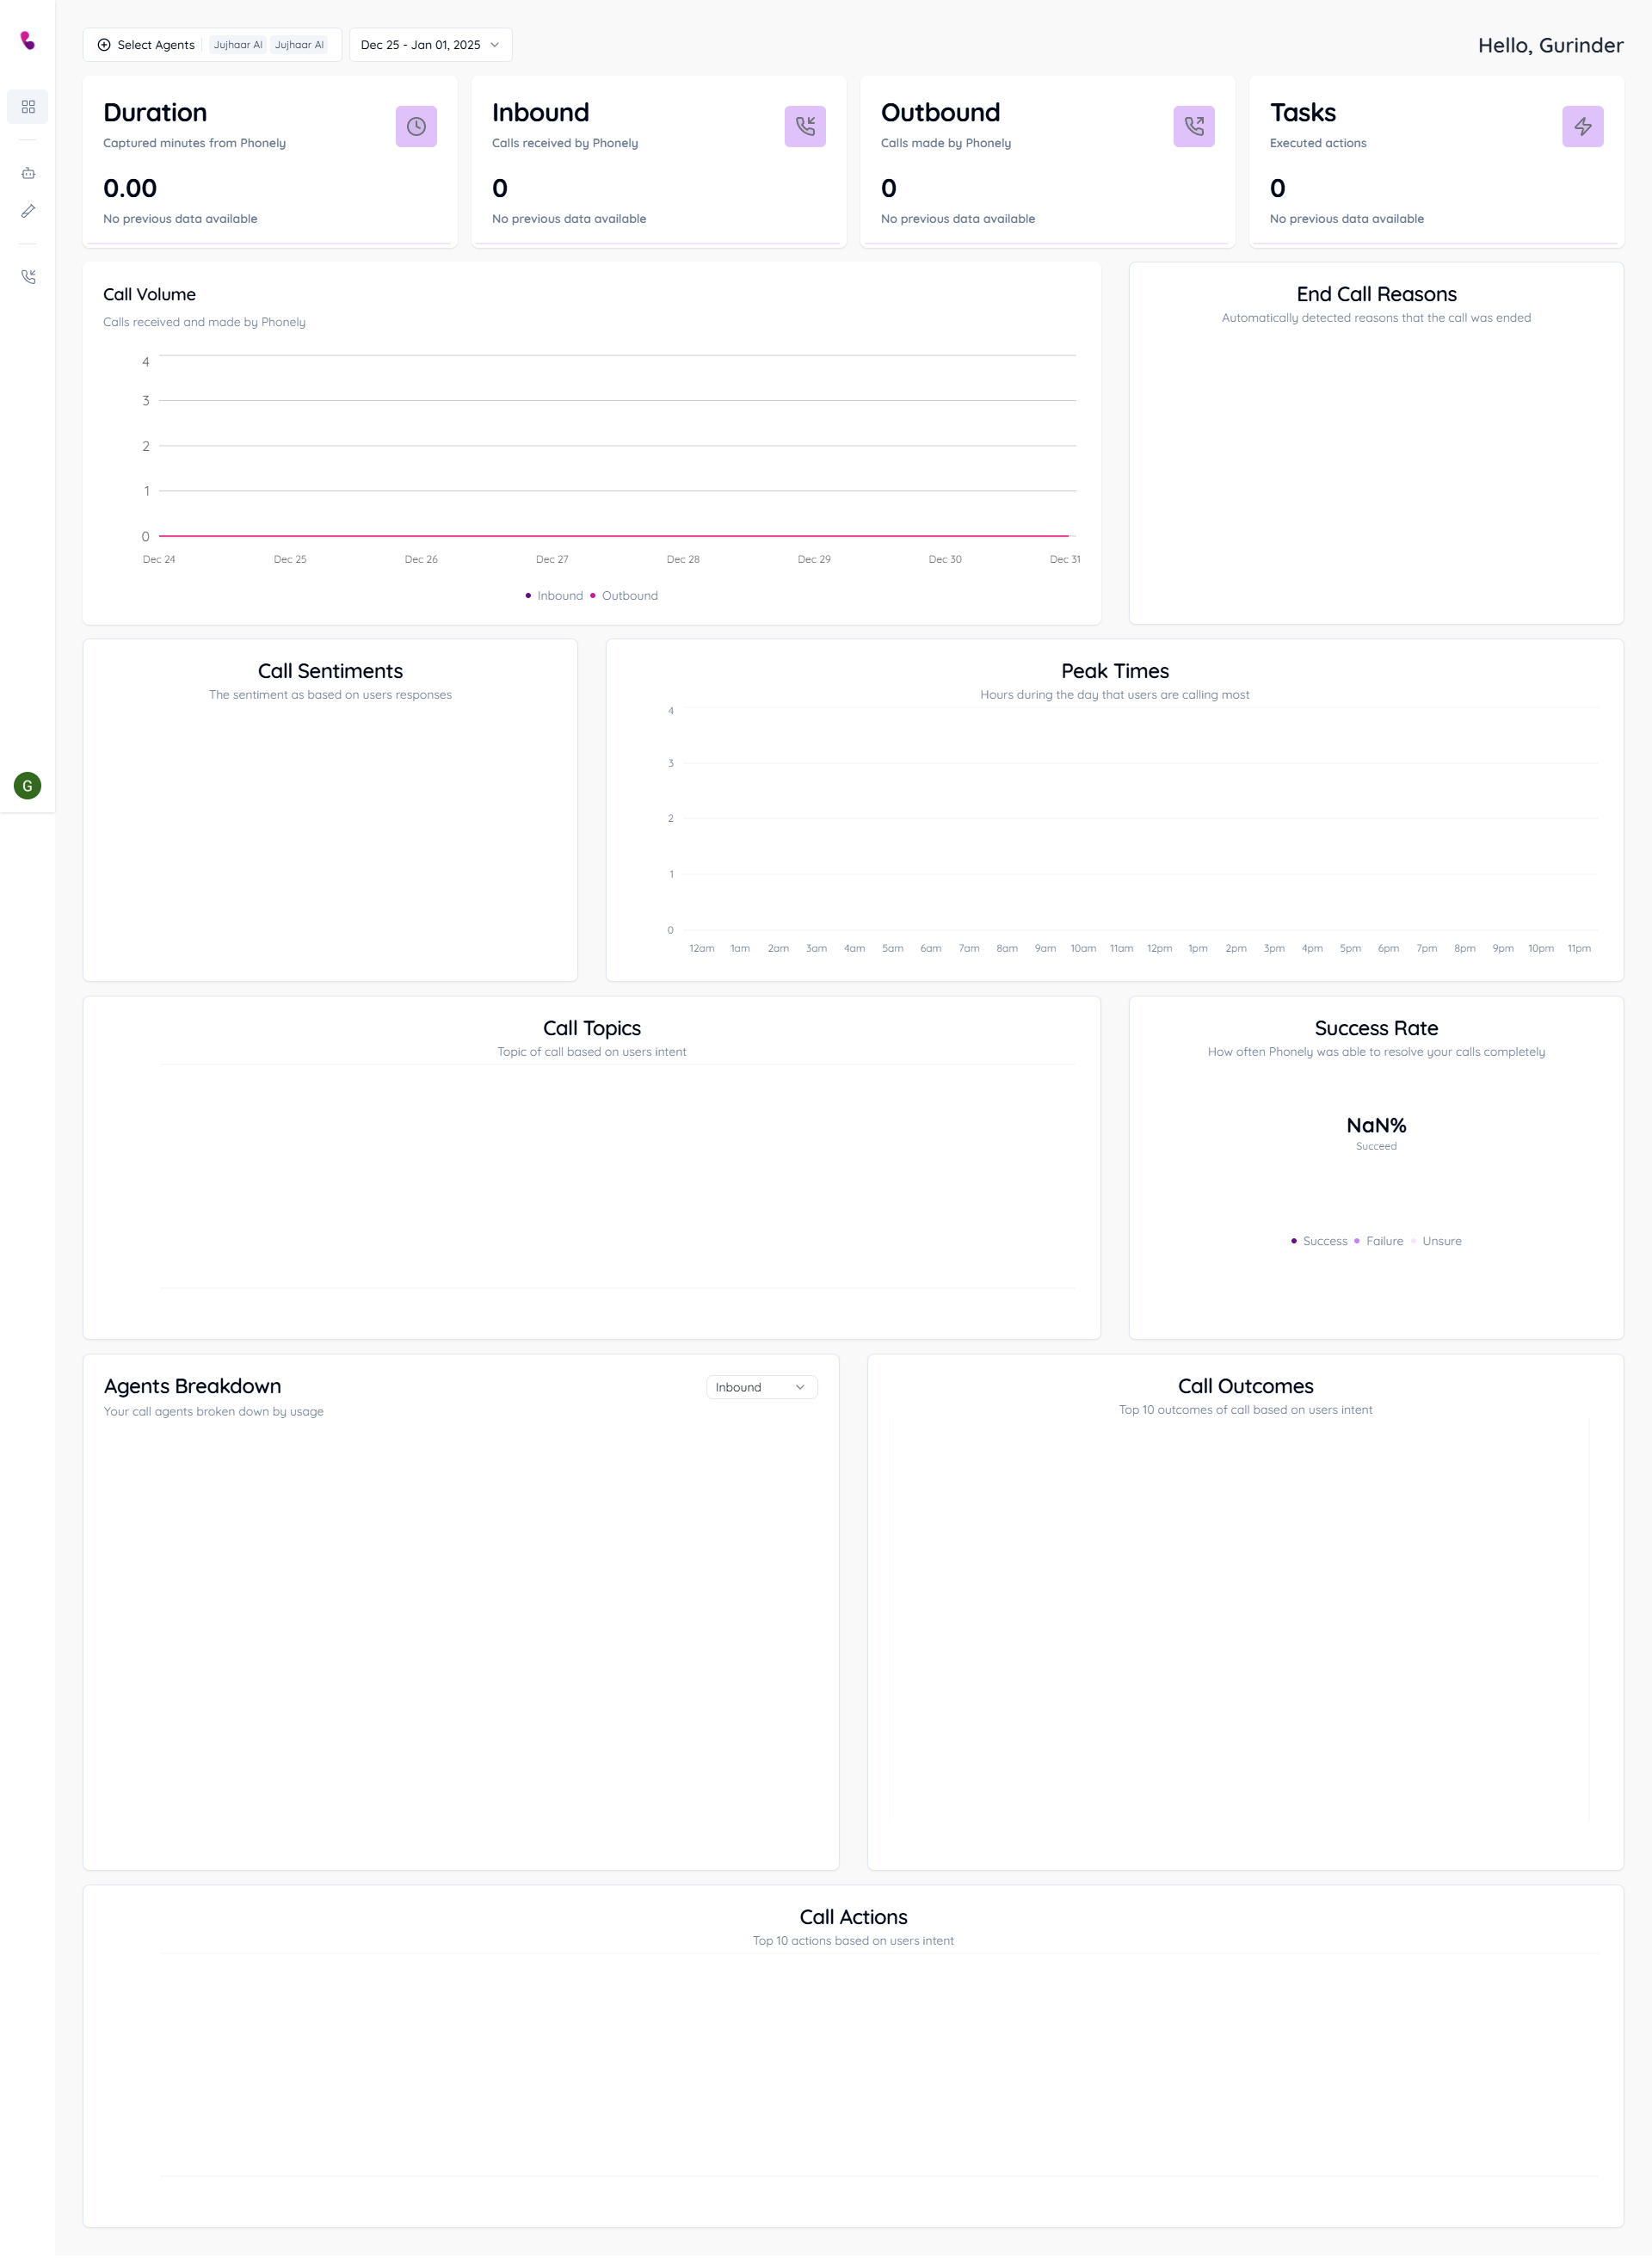 Select Agents Jujhaar AI Jujhaar AI Dec 25 - Jan 01, 2025 Hello, Gurinder
Duration
Captured minutes from Phonely
0.00
No previous data available
Inbound
Calls received by Phonely
0
No previous data available
Outbound
Calls made by Phonely
0
No previous data available
Tasks
Executed actions
0
No previous data available
Call Volume
Calls received and made by Phonely
4
3
2
1
0
Dec 24 Dec 25 Dec 26 Dec 27 Dec 28 Dec 29 Dec 30 Dec 31
Inbound Outbound
End Call Reasons
Automatically detected reasons that the call was ended
G
Call Sentiments
The sentiment as based on users responses
Peak Times
Hours during the day that users are calling most
4
3
2
1
0
12am 1am 2am 3am 4am 5am 6am 7am 8am 9am 10am 11am 12pm 1pm 2pm 3pm 4pm 5pm 6pm 7pm 8pm 9pm 10pm 11pm
Call Topics
Topic of call based on users intent
Success Rate
How often Phonely was able to resolve your calls completely
NaN%
Succeed
Success Failure Unsure
Agents Breakdown
Your call agents broken down by usage
Inbound
Call Outcomes
Top 10 outcomes of call based on users intent
Call Actions
Top 10 actions based on users intent